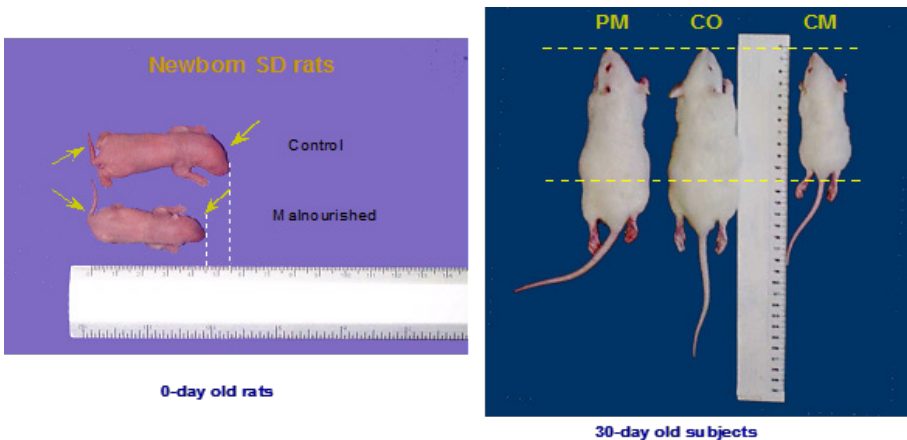 Newborn SD rats
Control
Malnourished
0-day old rats
PM CO CM
30-day old subjects